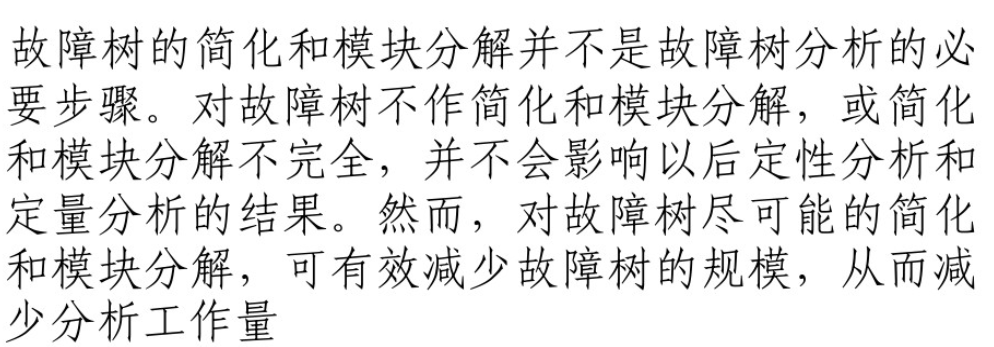 故障树的简化和模块分解并不是故障树分析的必
要步骤。对故障树不作简化和模块分解，或简化
和模块分解不完全，并不会影响以后定性分析和
定量分析的结果。然而，对故障树尽可能的简化
和模块分解，可有效减少故障树的规模，从而减
少分析工作量